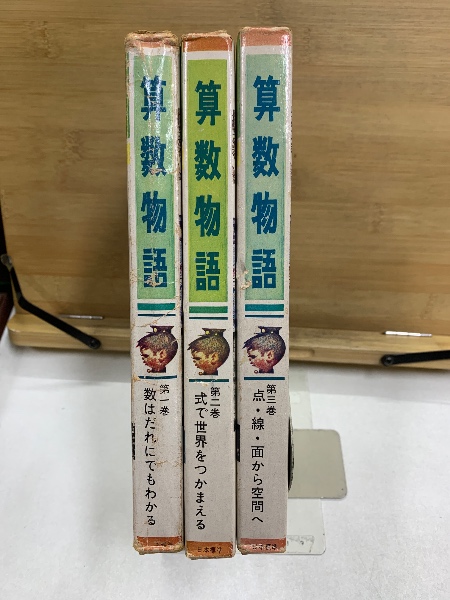 算数物語
第一巻
数はだれにでもわかる
算数物語
第二巻
式で世界をつかまえる
算数物語
第三巻
点・線・面から空間へ